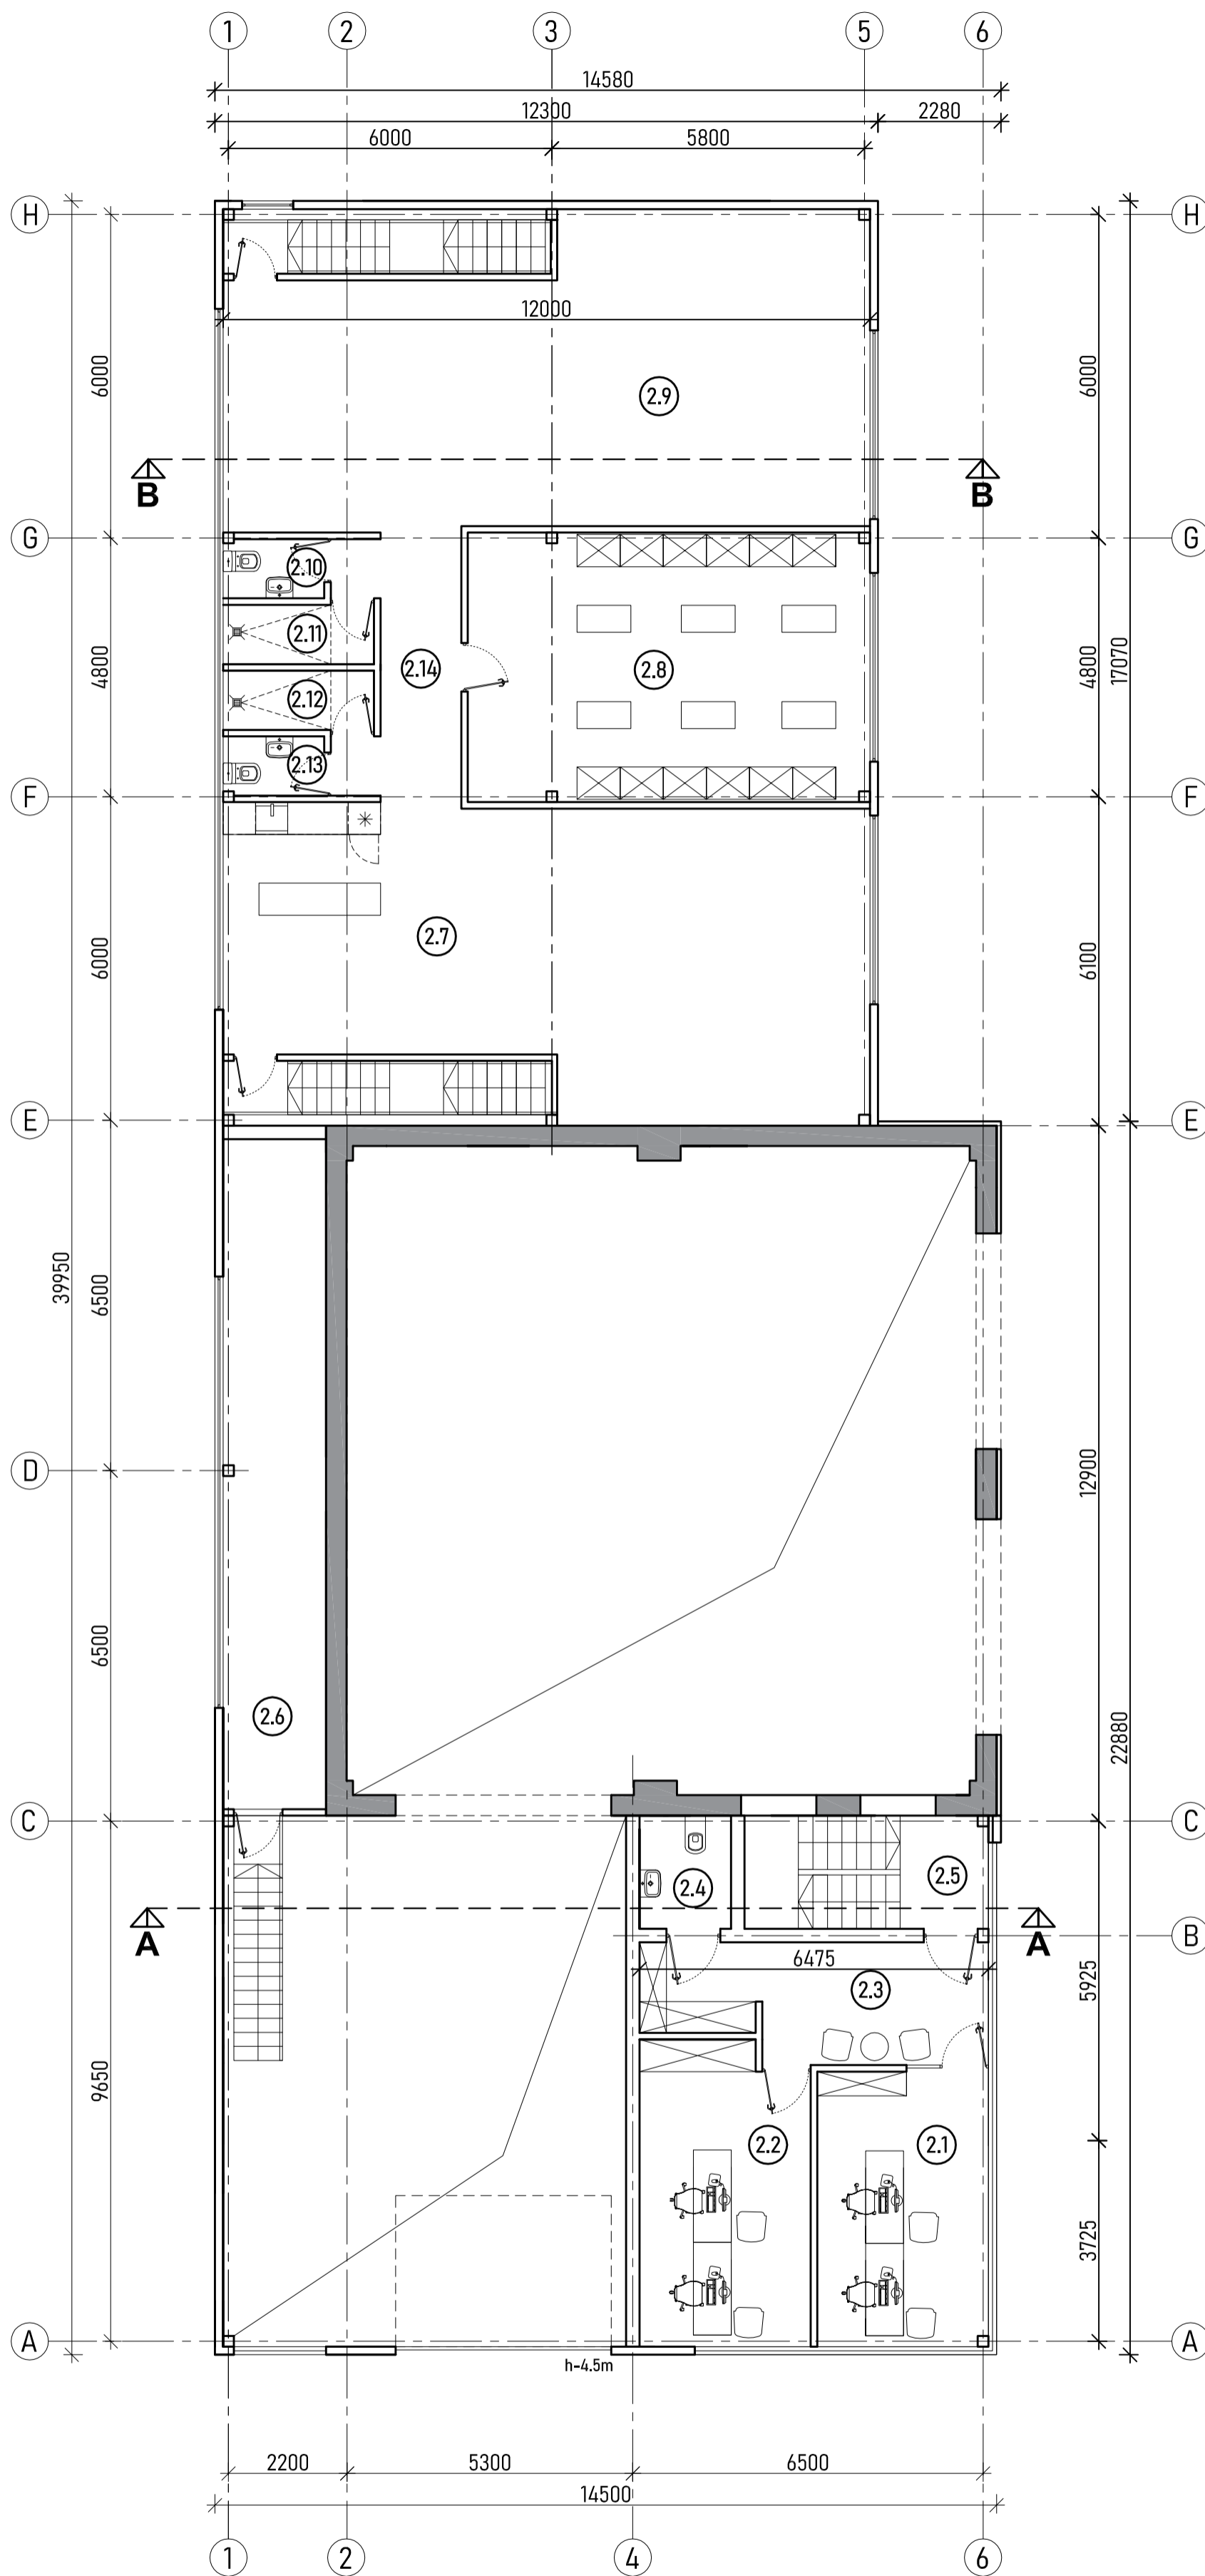 1 2 3 5 6
14580
12300 2280
6000 5800
H H
12000
6000 6000
2.9
B B
G G
2.10
2.11
2.14 2.8
2.12
4800 4800 17070
2.13
F F
2.7
6000 6100
E E
39950
6500
D
12900
6500
2.6
22880
C C
2.5
2.4
A A
B
6475
2.3
5925
9650
2.2 2.1
3725
A A
h-4.5m
2200 5300 6500
14500
1 2 4 6